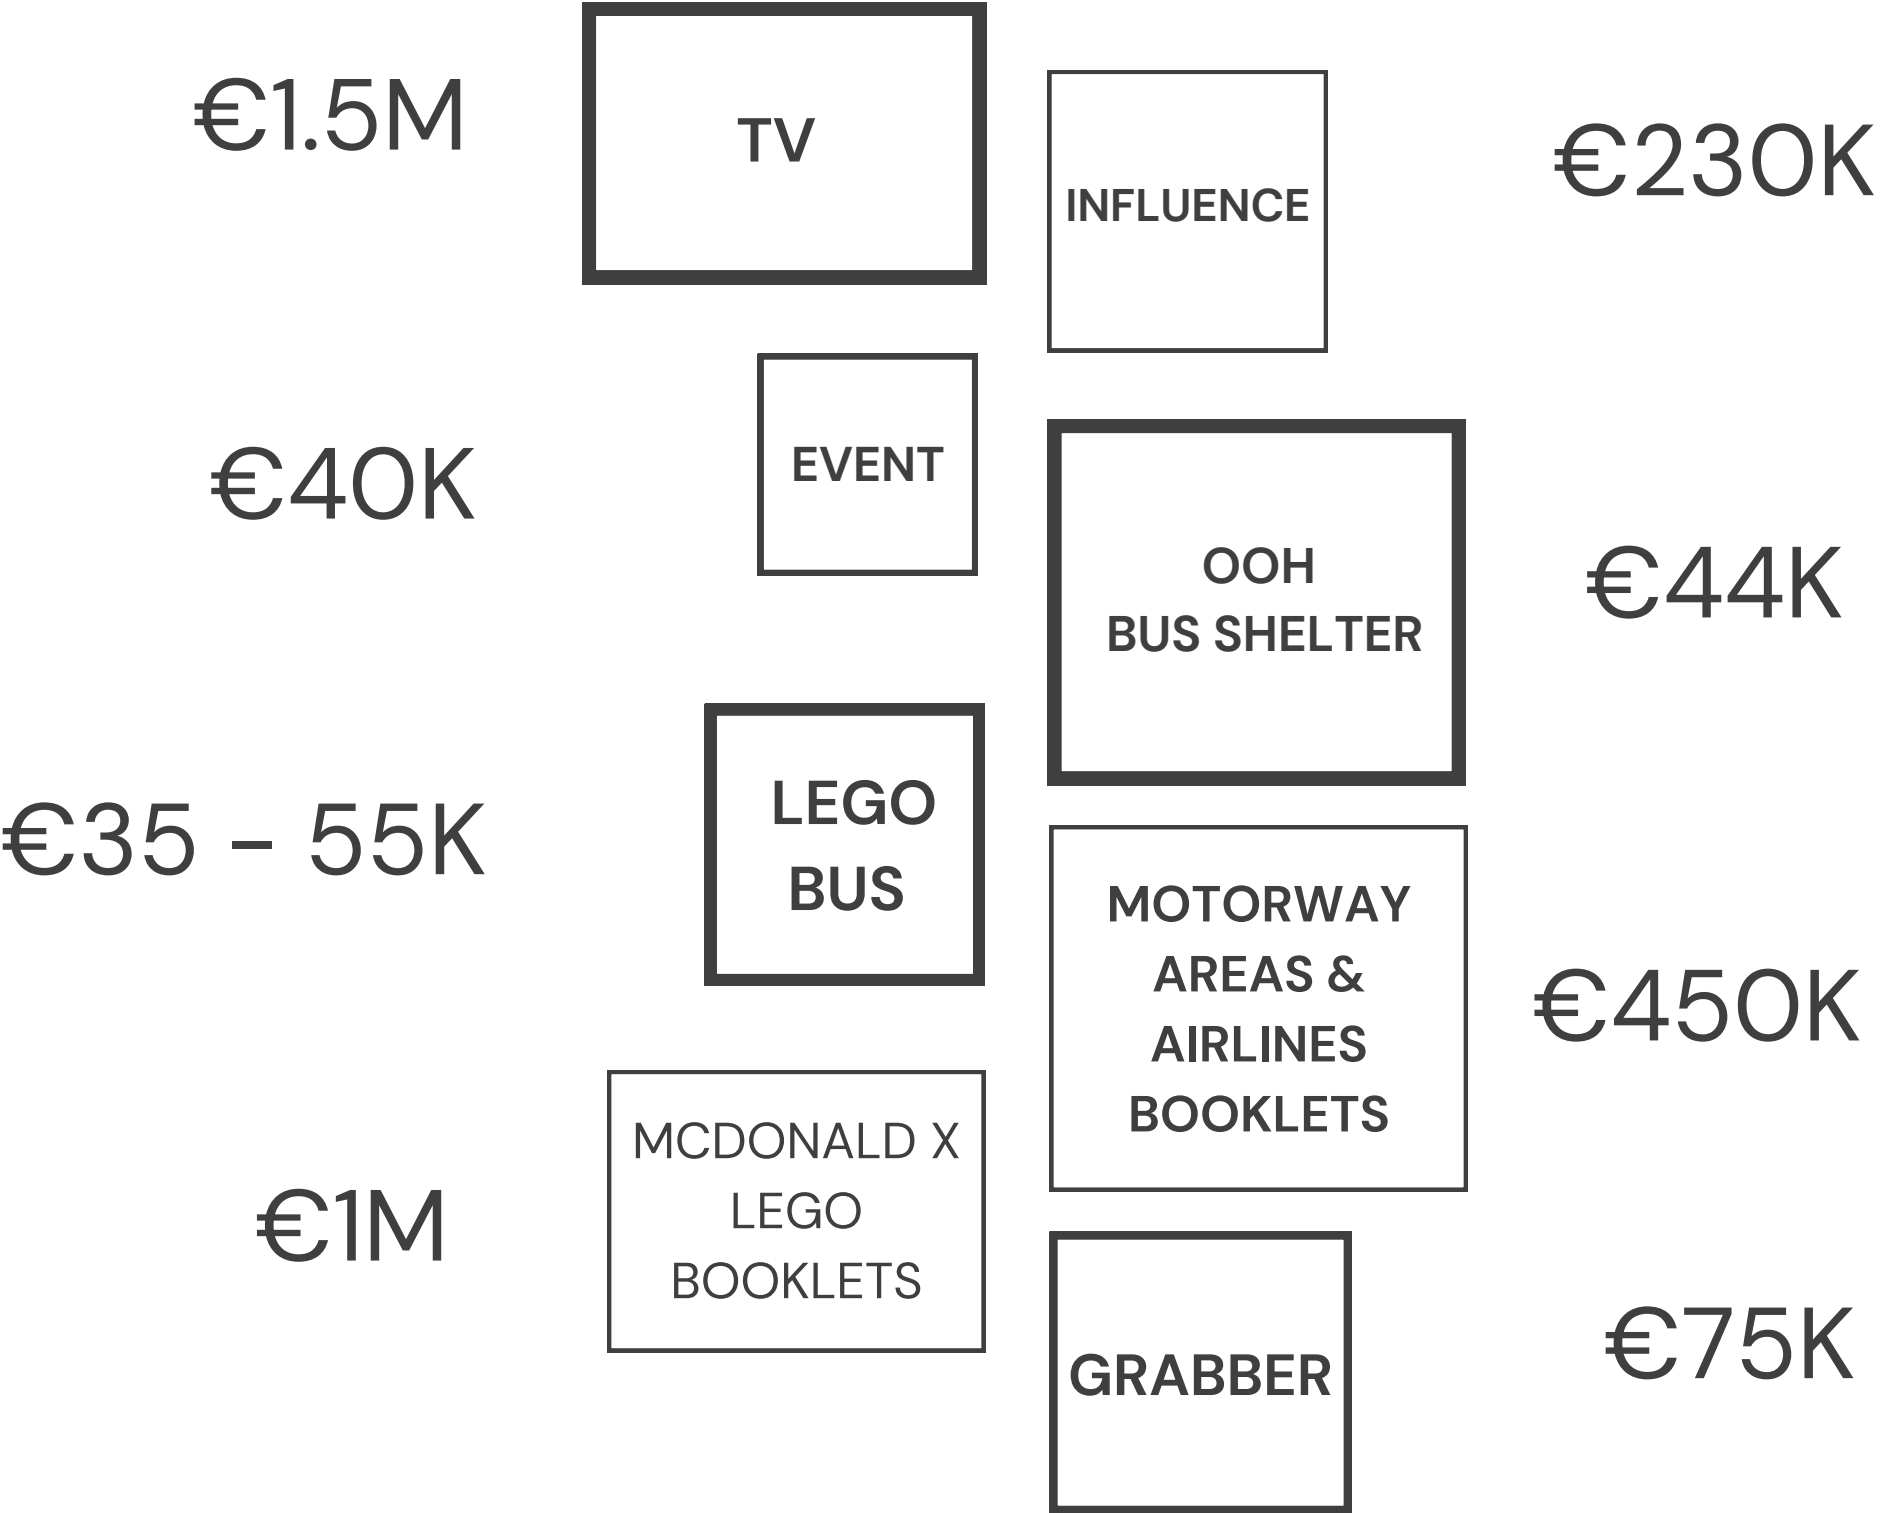 €1.5M
TV
INFLUENCE
€230K
€40K
EVENT
OOH
BUS SHELTER
€44K
€35 - 55K
LEGO
BUS
MOTORWAY
AREAS &
AIRLINES
BOOKLETS
€450K
€1M
MCDONALD X
LEGO
BOOKLETS
GRABBER
€75K